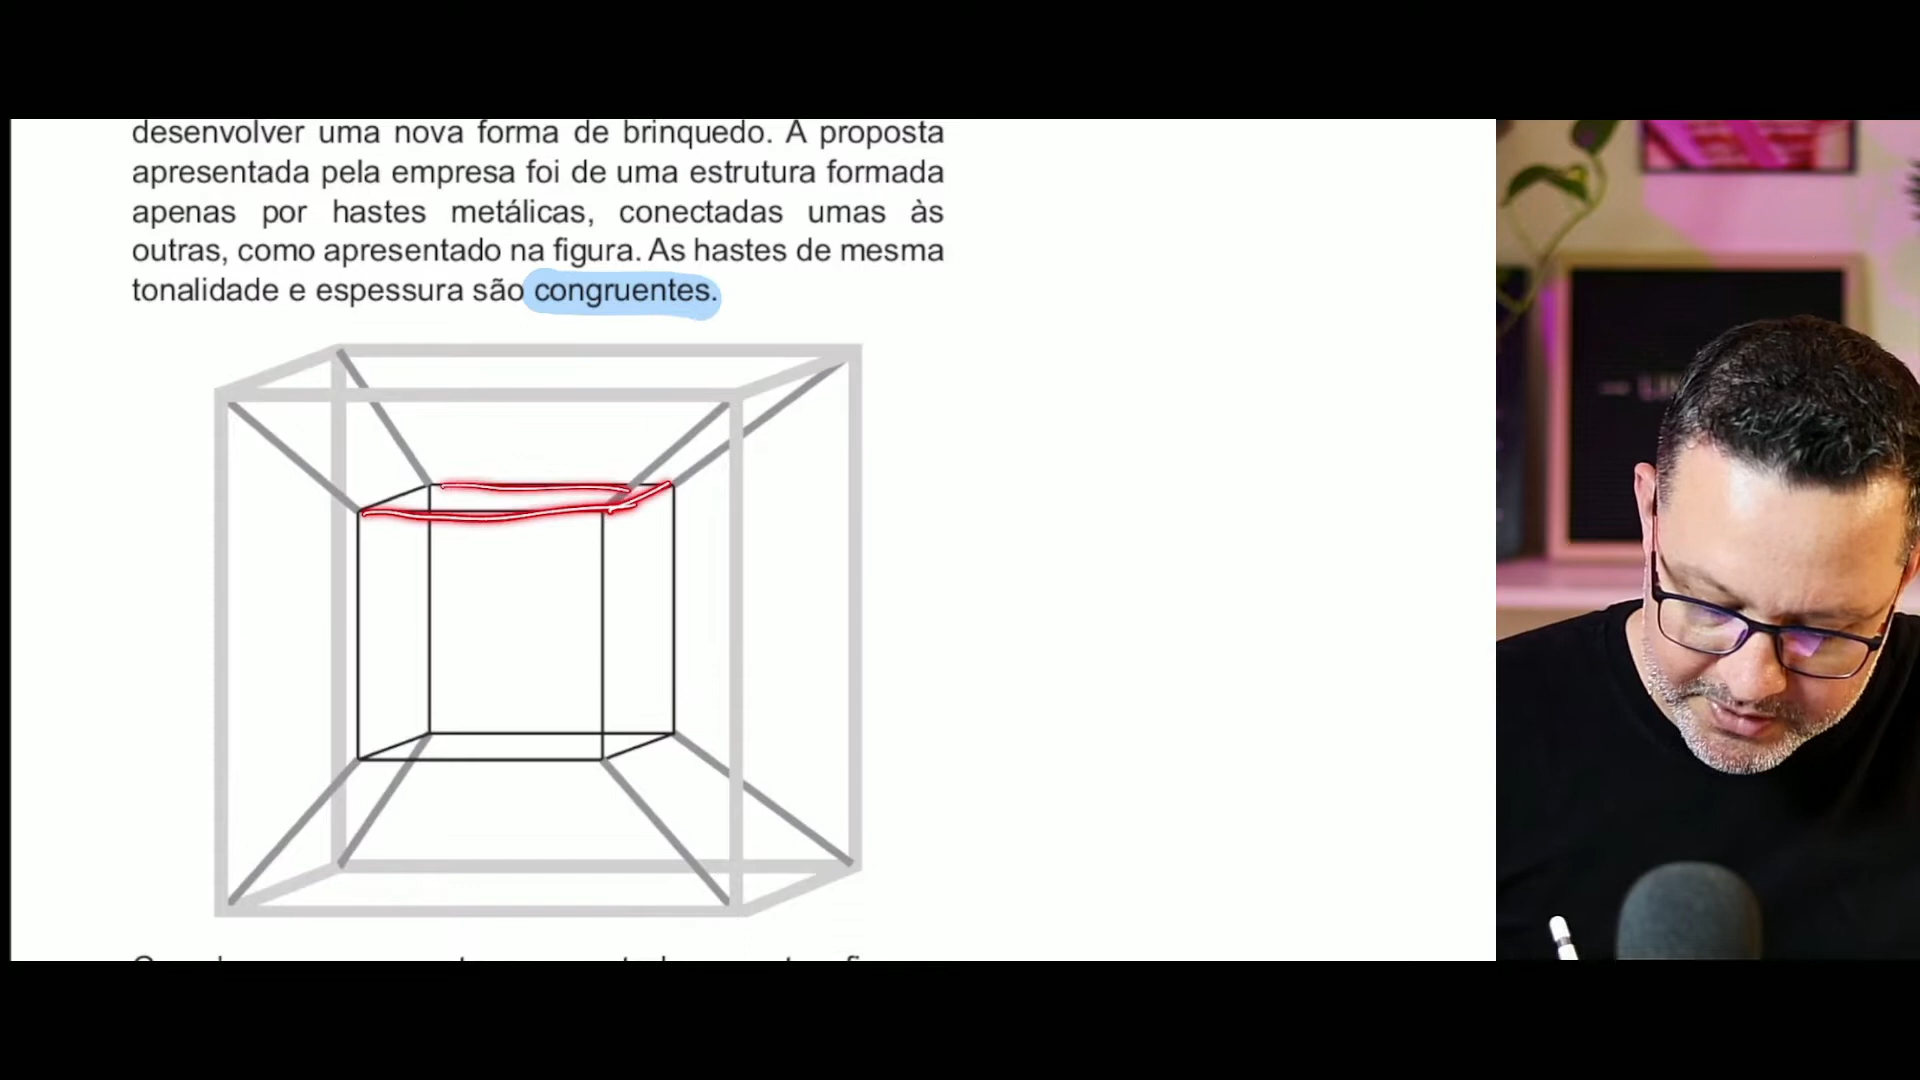 desenvolver uma nova forma de brinquedo. A proposta
apresentada pela empresa foi de uma estrutura formada
apenas por hastes metálicas, conectadas umas às
outras, como apresentado na figura. As hastes de mesma
tonalidade e espessura são congruentes.